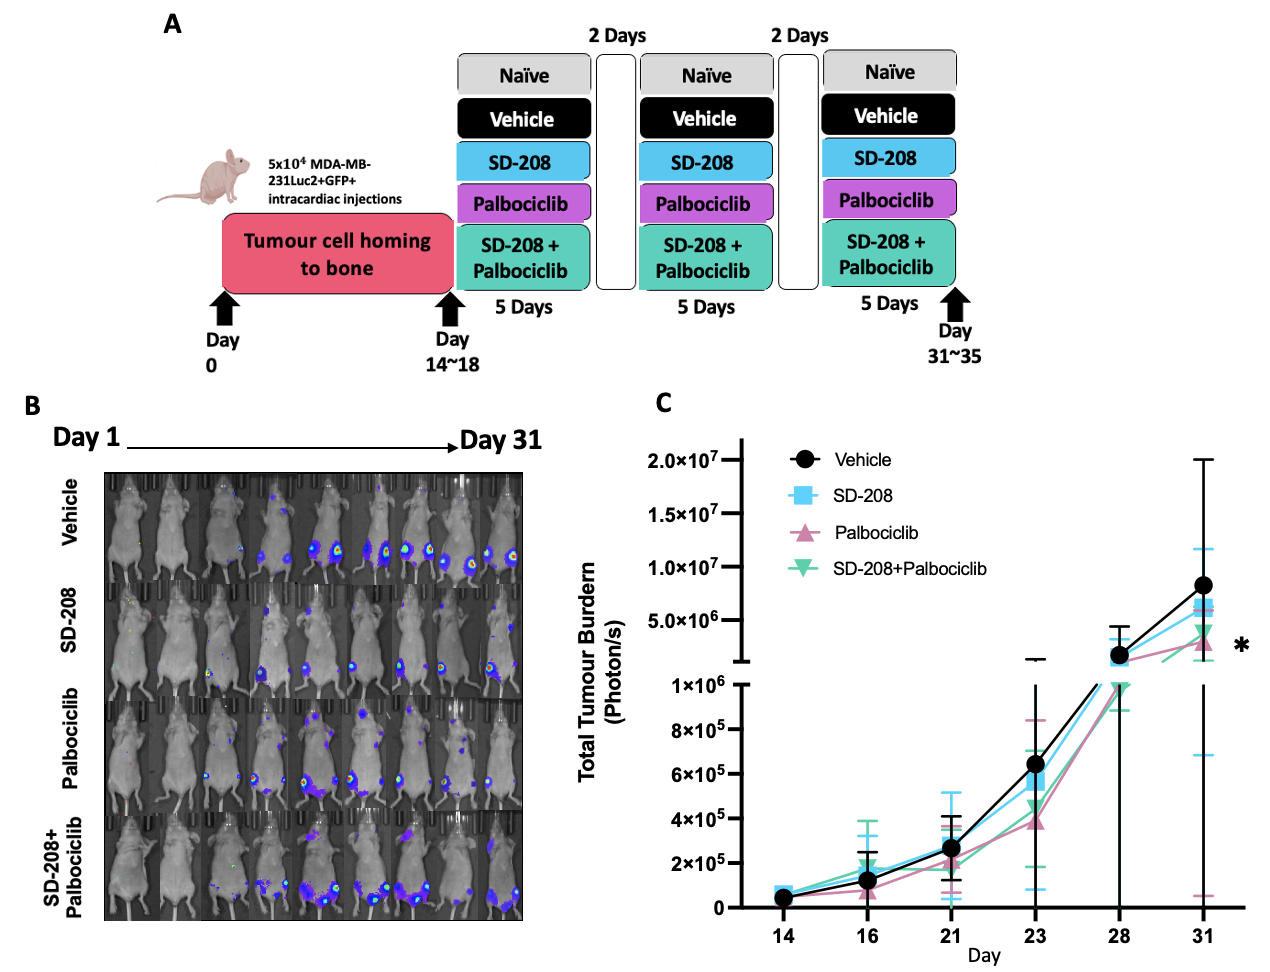 A
2 Days
2 Days
Naïve
Naïve
Naïve
Vehicle
Vehicle
Vehicle
SD-208
SD-208
SD-208
Palbociclib
Palbociclib
Palbociclib
SD-208 +
Palbociclib
SD-208 +
Palbociclib
SD-208 +
Palbociclib
5x10⁴ MDA-MB-
231Luc2+GFP+
intracardiac injections
Tumour cell homing
to bone
5 Days
5 Days
5 Days
Day
0
Day
14~18
Day
31~35
B
Day 1
Day 31
Vehicle
SD-208
Palbociclib
SD-208+
Palbociclib
C
Vehicle
SD-208
Palbociclib
SD-208+Palbociclib
Total Tumour Burdern
(Photon/s)
2.0×10⁷
1.5×10⁷
1.0×10⁷
5.0×10⁶
1×10⁶
8×10⁵
6×10⁵
4×10⁵
2×10⁵
0
*
14
16
21
23
28
31
Day